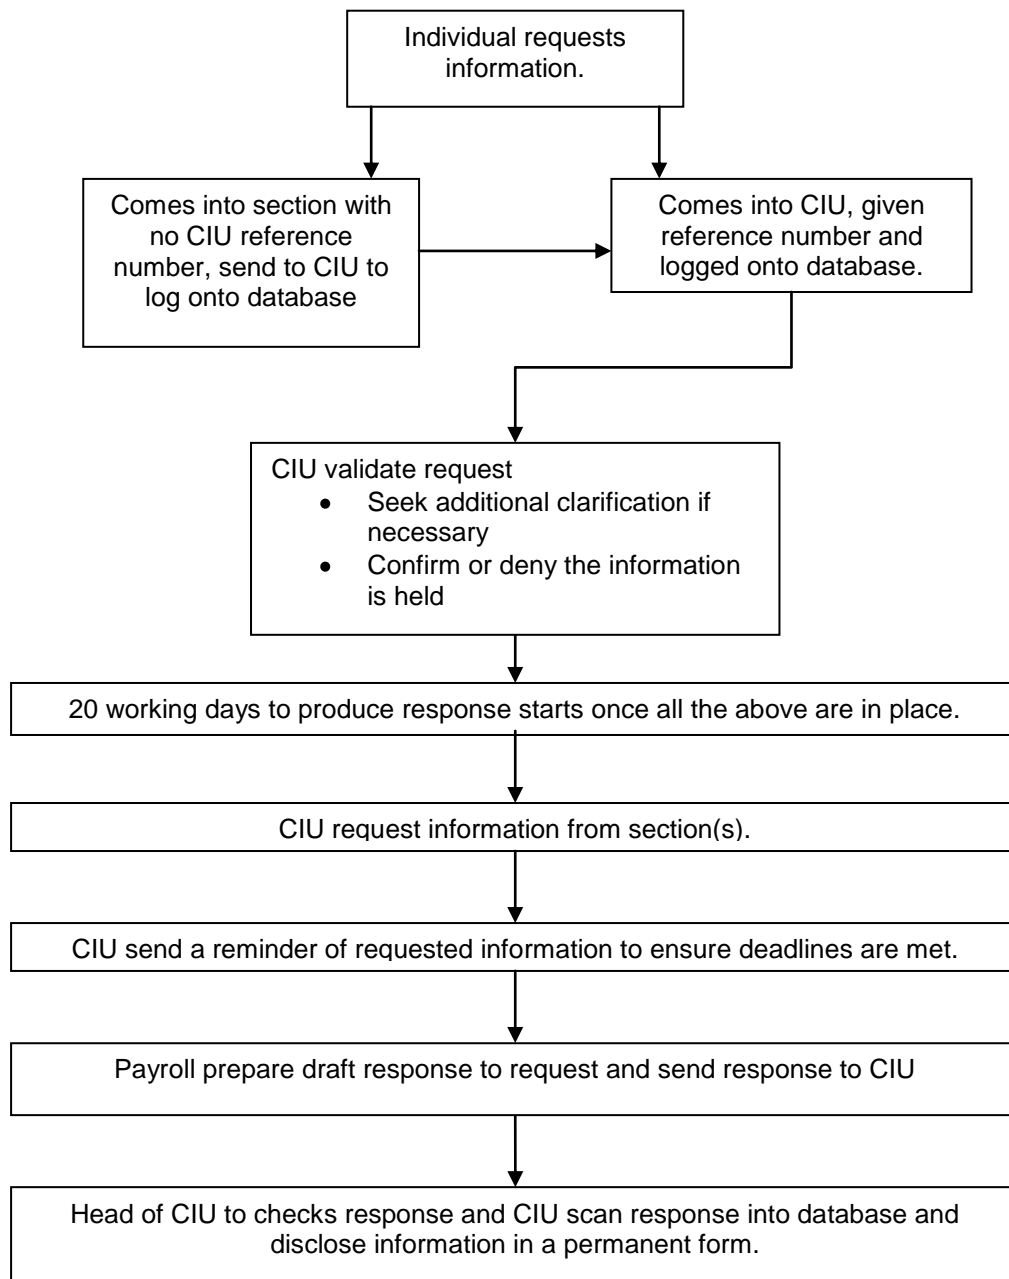 Individual requests
information.
Comes into section with
no CIU reference
number, send to CIU to
log onto database
Comes into CIU, given
reference number and
logged onto database.
CIU validate request
• Seek additional clarification if
necessary
• Confirm or deny the information
is held
20 working days to produce response starts once all the above are in place.
CIU request information from section(s).
CIU send a reminder of requested information to ensure deadlines are met.
Payroll prepare draft response to request and send response to CIU
Head of CIU to checks response and CIU scan response into database and
disclose information in a permanent form.